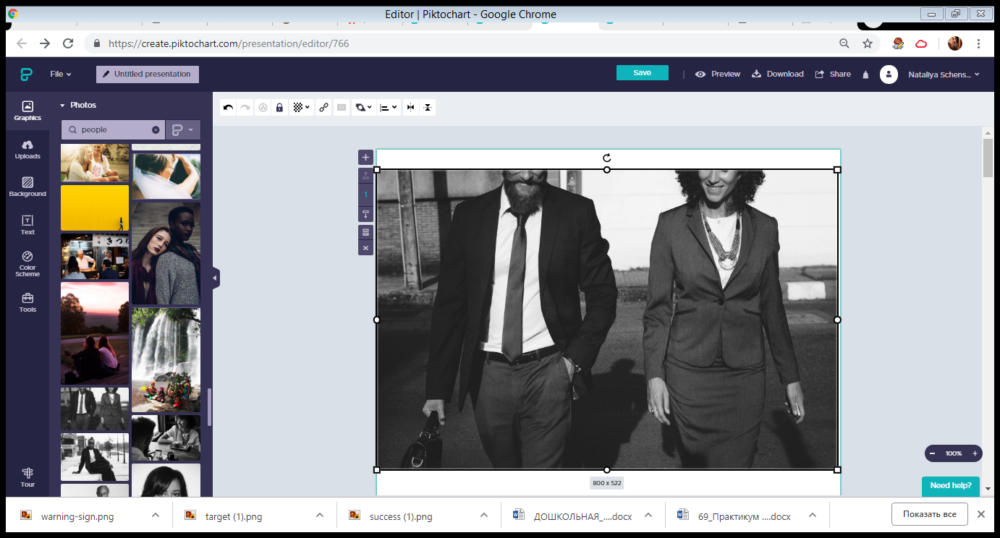 Editor | Piktochart - Google Chrome
https://create.piktochart.com/presentation/editor/766
File
Untitled presentation
Save
Preview
Download
Share
Nataliya Schens...
Graphics
Uploads
Background
Text
Color
Scheme
Tools
Tour
Photos
people
1
800 x 522
100%
Need help?
warning-sign.png
target (1).png
success (1).png
ДОШКОЛЬНАЯ_....docx
69_Практикум ....docx
Показать все